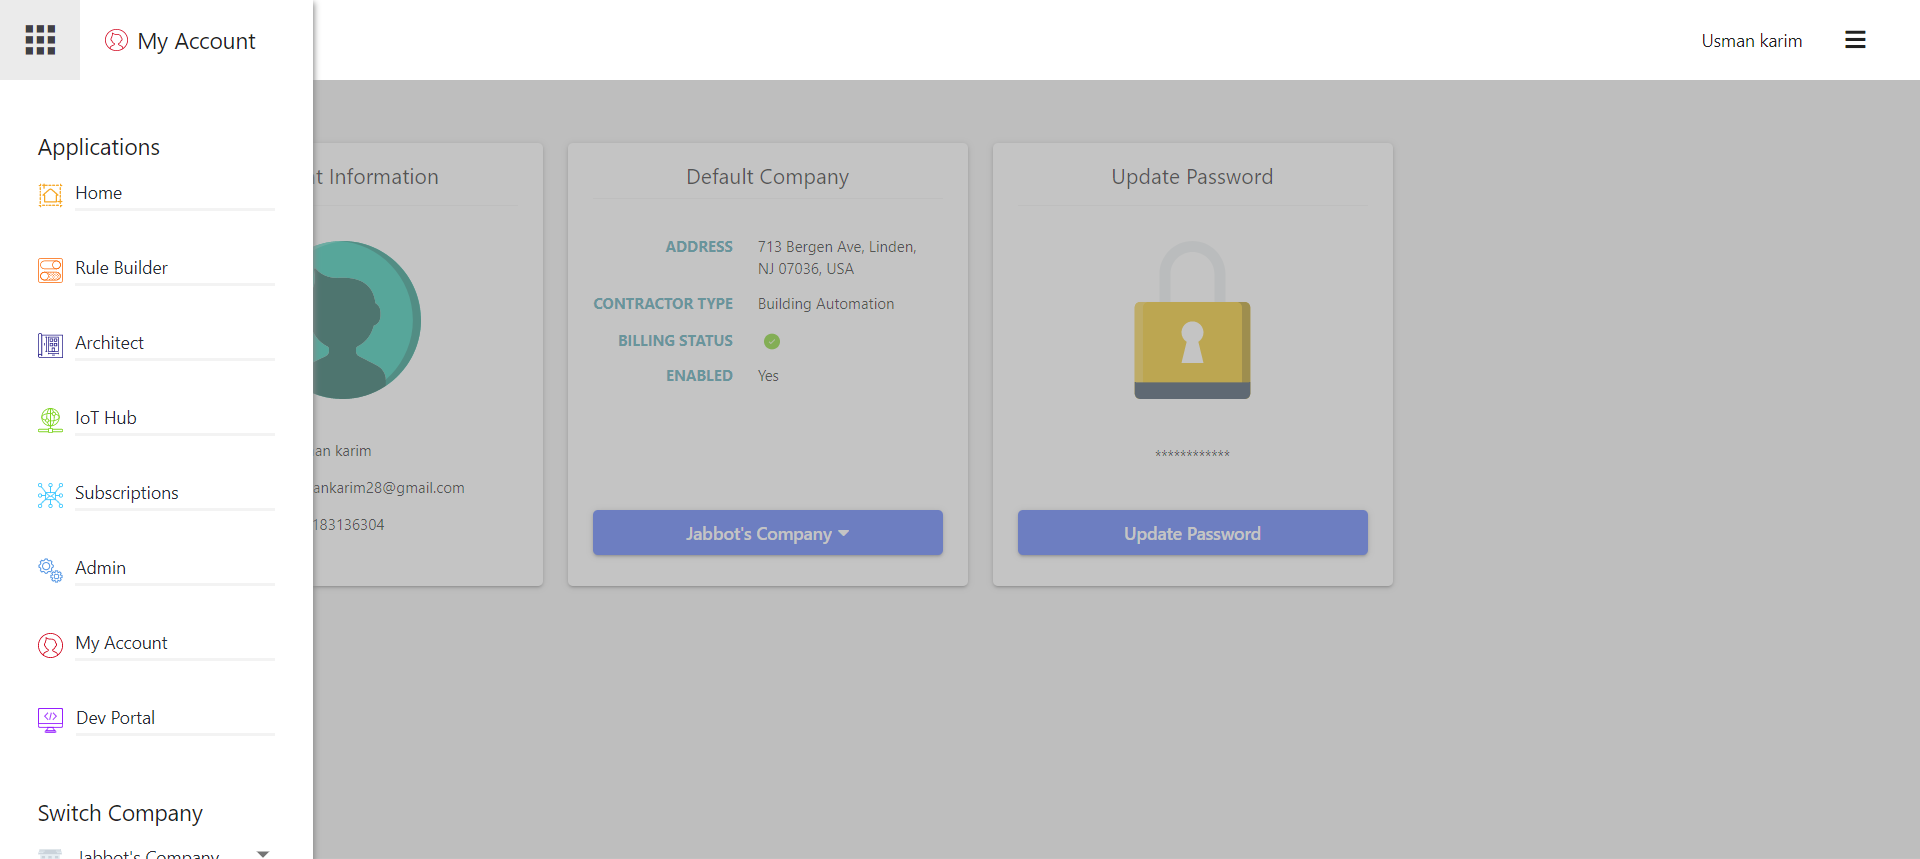 My Account
Usman karim
Applications
Home
Rule Builder
Architect
IoT Hub
Subscriptions
Admin
My Account
Dev Portal
Switch Company
Jabbot's Company
t Information
an karim
ankarim28@gmail.com
183136304
Default Company
ADDRESS 713 Bergen Ave, Linden,
NJ 07036, USA
CONTRACTOR TYPE Building Automation
BILLING STATUS
ENABLED Yes
Jabbot's Company
Update Password
************
Update Password